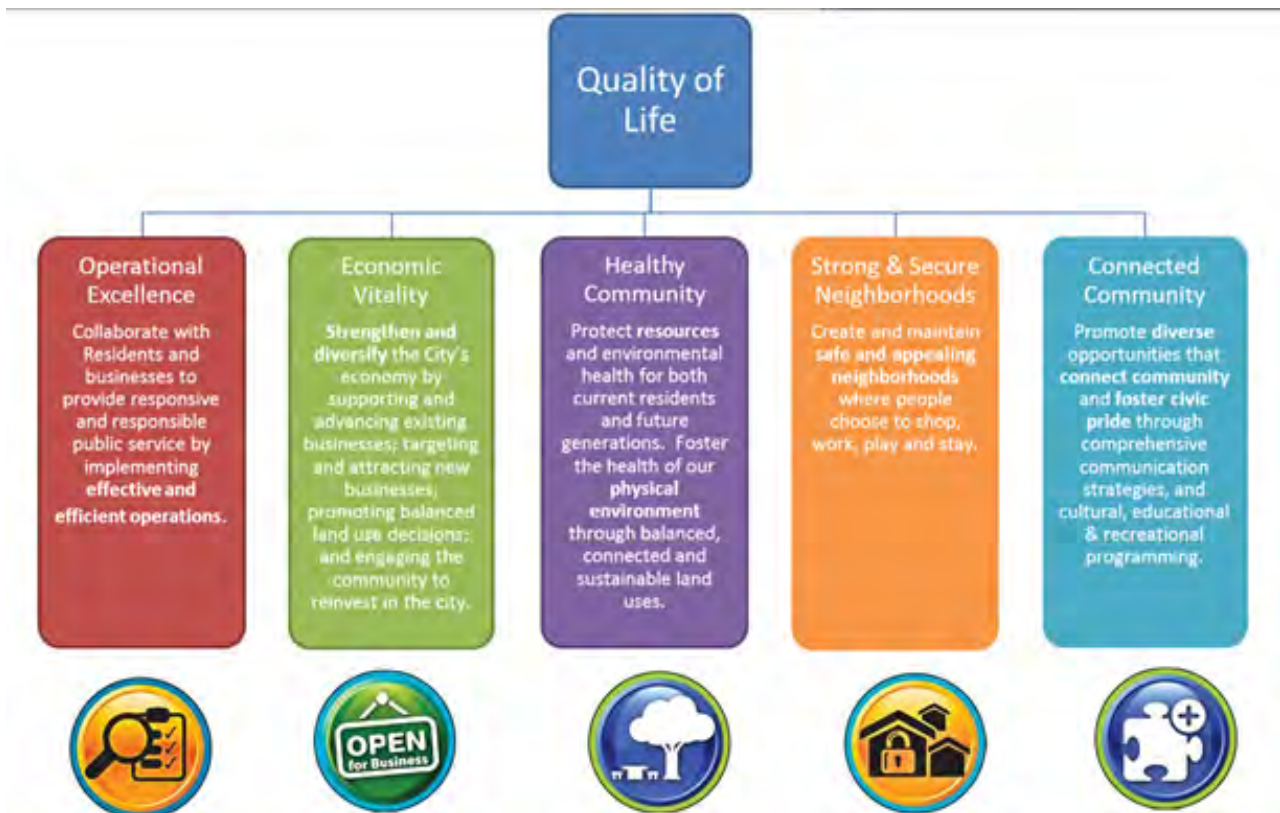 Quality of
Life
Operational
Excellence
Collaborate with
Residents and
businesses to
provide responsive
and responsible
public service by
implementing
effective and
efficient operations.
Economic
Vitality
Strengthen and
diversify the City's
economy by
supporting and
advancing existing
businesses; targeting
and attracting new
businesses;
promoting balanced
land use decisions;
and engaging the
community to
reinvest in the city.
Healthy
Community
Protect resources
and environmental
health for both
current residents
and future
generations. Foster
the health of our
physical
environment
through balanced,
connected and
sustainable land
uses.
Strong & Secure
Neighborhoods
Create and maintain
safe and appealing
neighborhoods
where people
choose to shop,
work, play and stay.
Connected
Community
Promote diverse
opportunities that
connect community
and foster civic
pride through
comprehensive
communication
strategies, and
cultural, educational
& recreational
programming.
OPEN
for Business